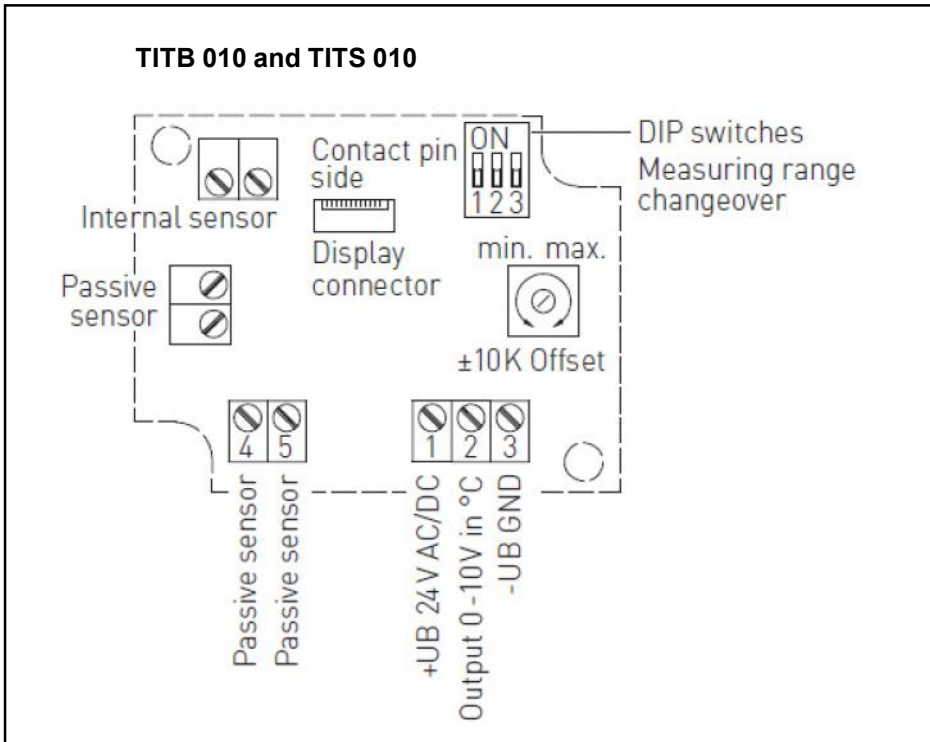 TITB 010 and TITS 010
ON
1 2 3
DIP switches
Measuring range
changeover
Contact pin
side
Internal sensor
Display
connector
min. max.
Passive
sensor
±10K Offset
4 5
1 2 3
Passive sensor
Passive sensor
+UB 24V AC/DC
Output 0-10V in °C
-UB GND